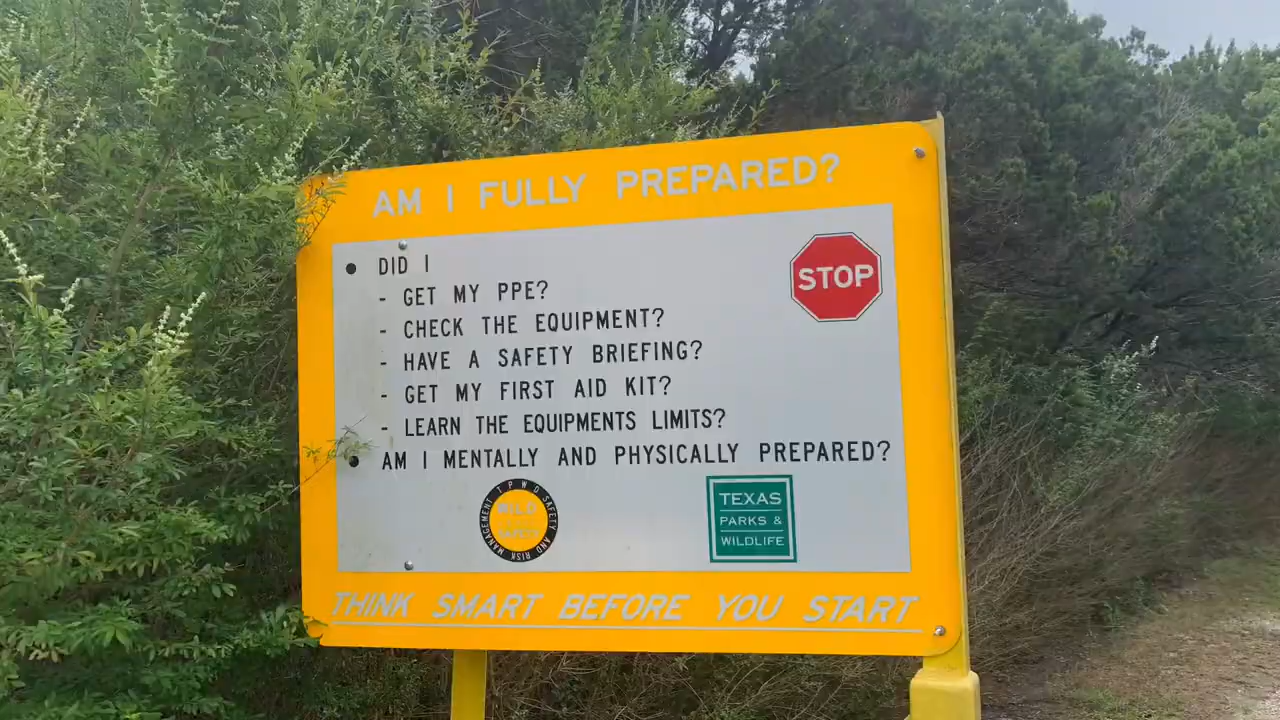 AM I FULLY PREPARED?
STOP
● DID I
- GET MY PPE?
- CHECK THE EQUIPMENT?
- HAVE A SAFETY BRIEFING?
- GET MY FIRST AID KIT?
- LEARN THE EQUIPMENTS LIMITS?
● AM I MENTALLY AND PHYSICALLY PREPARED?
TPWD SAFETY AND RISK MANAGEMENT
WILD
SAFETY
TEXAS
PARKS &
WILDLIFE
THINK SMART BEFORE YOU START